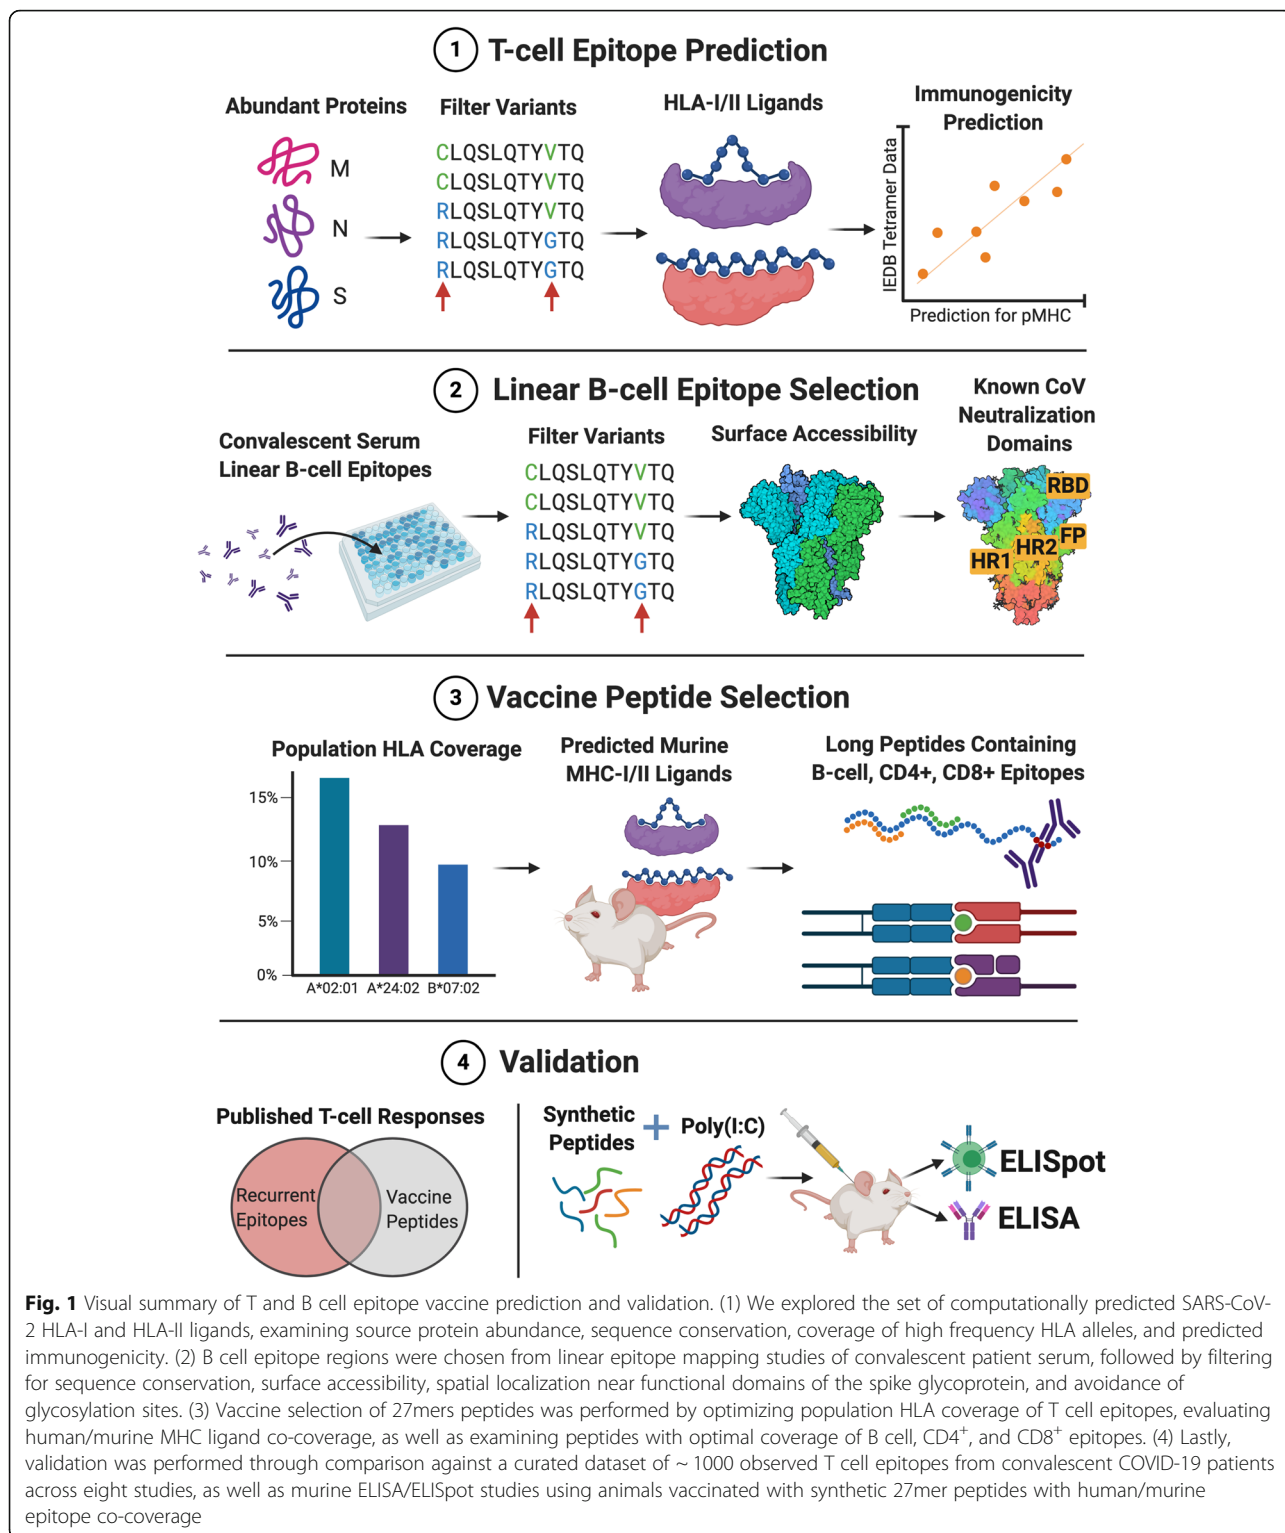 1 T-cell Epitope Prediction
Abundant Proteins
M
N
S
Filter Variants
CLQSLQTYVTQ
CLQSLQTYVTQ
RLQSLQTYVTQ
RLQSLQTYGTQ
RLQSLQTYGTQ
HLA-I/II Ligands
Immunogenicity
Prediction
IEDB Tetramer Data
Prediction for pMHC
2 Linear B-cell Epitope Selection
Convalescent Serum
Linear B-cell Epitopes
Filter Variants
CLQSLQTYVTQ
CLQSLQTYVTQ
RLQSLQTYVTQ
RLQSLQTYGTQ
RLQSLQTYGTQ
Surface Accessibility
Known CoV
Neutralization
Domains
RBD
FP
HR2
HR1
3 Vaccine Peptide Selection
Population HLA Coverage
15%
10%
5%
0%
A*02:01 A*24:02 B*07:02
Predicted Murine
MHC-I/II Ligands
Long Peptides Containing
B-cell, CD4+, CD8+ Epitopes
4 Validation
Published T-cell Responses
Recurrent
Epitopes
Vaccine
Peptides
Synthetic
Peptides
+
Poly(I:C)
ELISpot
ELISA
Fig. 1 Visual summary of T and B cell epitope vaccine prediction and validation. (1) We explored the set of computationally predicted SARS-CoV-
2 HLA-I and HLA-II ligands, examining source protein abundance, sequence conservation, coverage of high frequency HLA alleles, and predicted
immunogenicity. (2) B cell epitope regions were chosen from linear epitope mapping studies of convalescent patient serum, followed by filtering
for sequence conservation, surface accessibility, spatial localization near functional domains of the spike glycoprotein, and avoidance of
glycosylation sites. (3) Vaccine selection of 27mers peptides was performed by optimizing population HLA coverage of T cell epitopes, evaluating
human/murine MHC ligand co-coverage, as well as examining peptides with optimal coverage of B cell, CD4⁺, and CD8⁺ epitopes. (4) Lastly,
validation was performed through comparison against a curated dataset of ~ 1000 observed T cell epitopes from convalescent COVID-19 patients
across eight studies, as well as murine ELISA/ELISpot studies using animals vaccinated with synthetic 27mer peptides with human/murine
epitope co-coverage